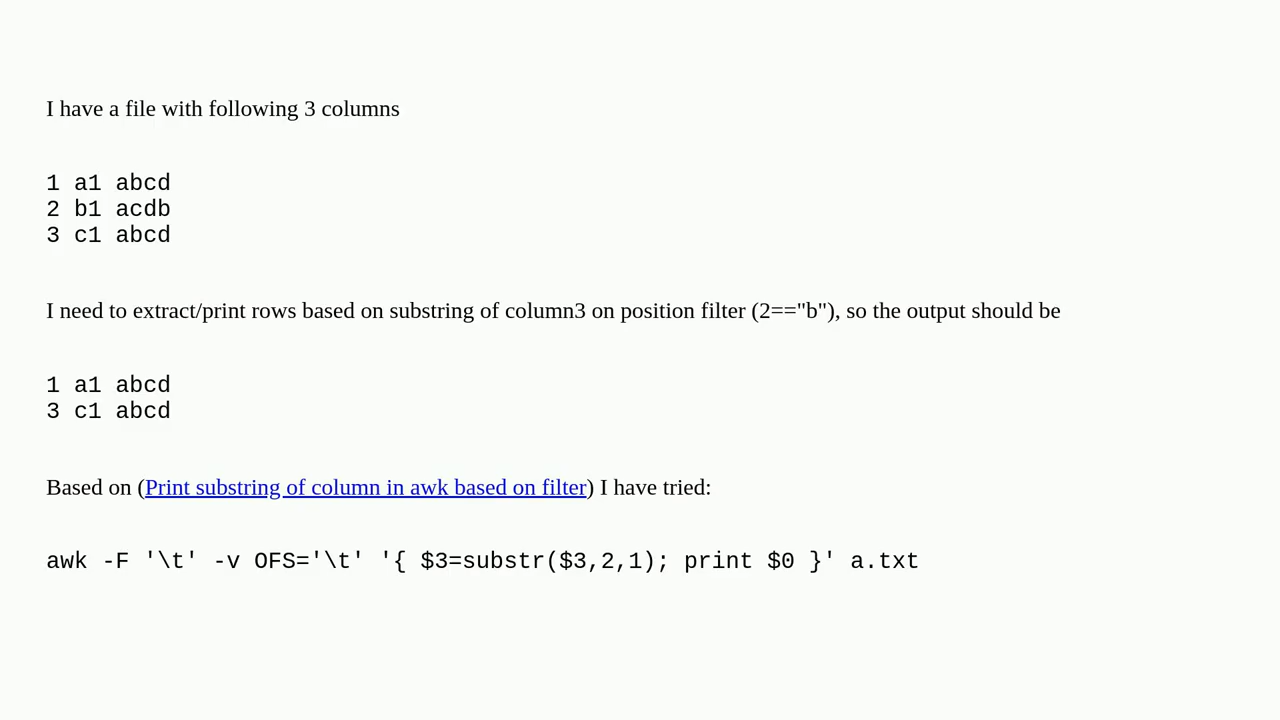 I have a file with following 3 columns
1 a1 abcd
2 b1 acdb
3 c1 abcd
I need to extract/print rows based on substring of column3 on position filter (2=="b"), so the output should be
1 a1 abcd
3 c1 abcd
Based on (Print substring of column in awk based on filter) I have tried:
awk -F '\t' -v OFS='\t' '{ $3=substr($3,2,1); print $0 }' a.txt